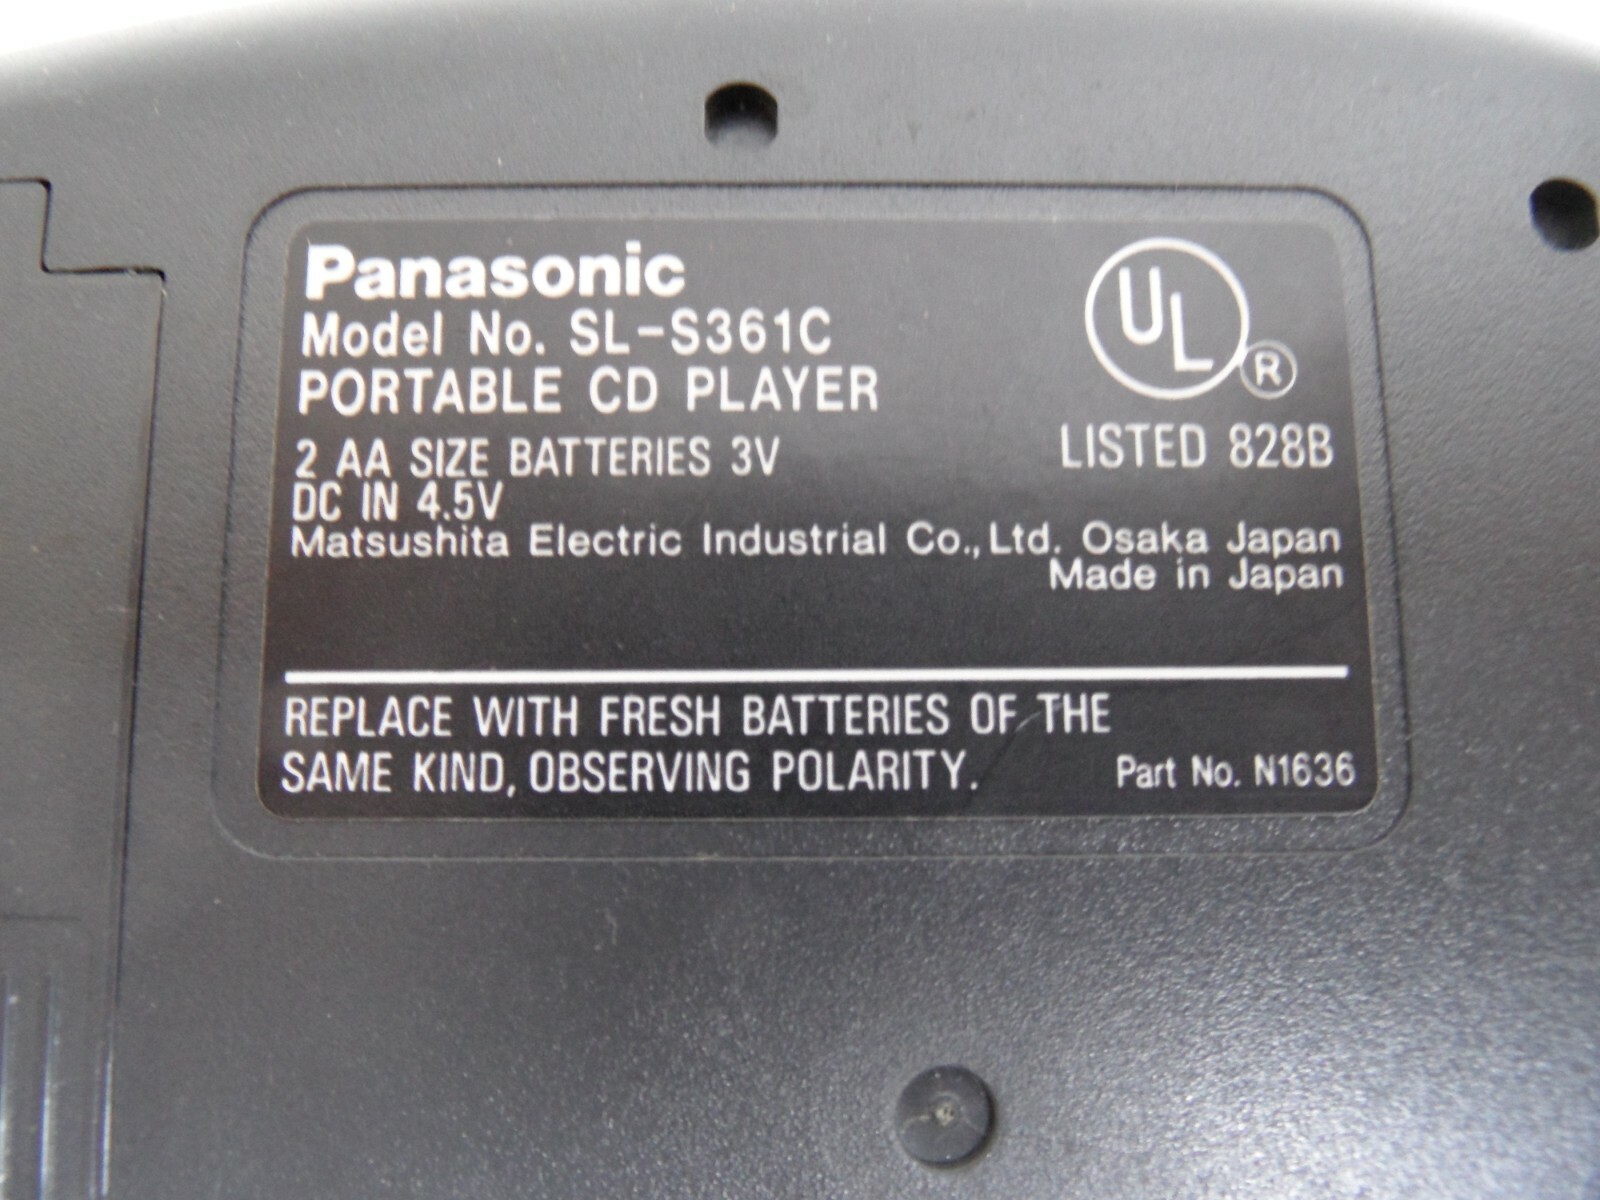 Panasonic
Model No. SL-S361C
PORTABLE CD PLAYER
2 AA SIZE BATTERIES 3V
DC IN 4.5V
UL
®
LISTED 828B
Matsushita Electric Industrial Co., Ltd. Osaka Japan
Made in Japan
REPLACE WITH FRESH BATTERIES OF THE
SAME KIND, OBSERVING POLARITY.
Part No. N1636